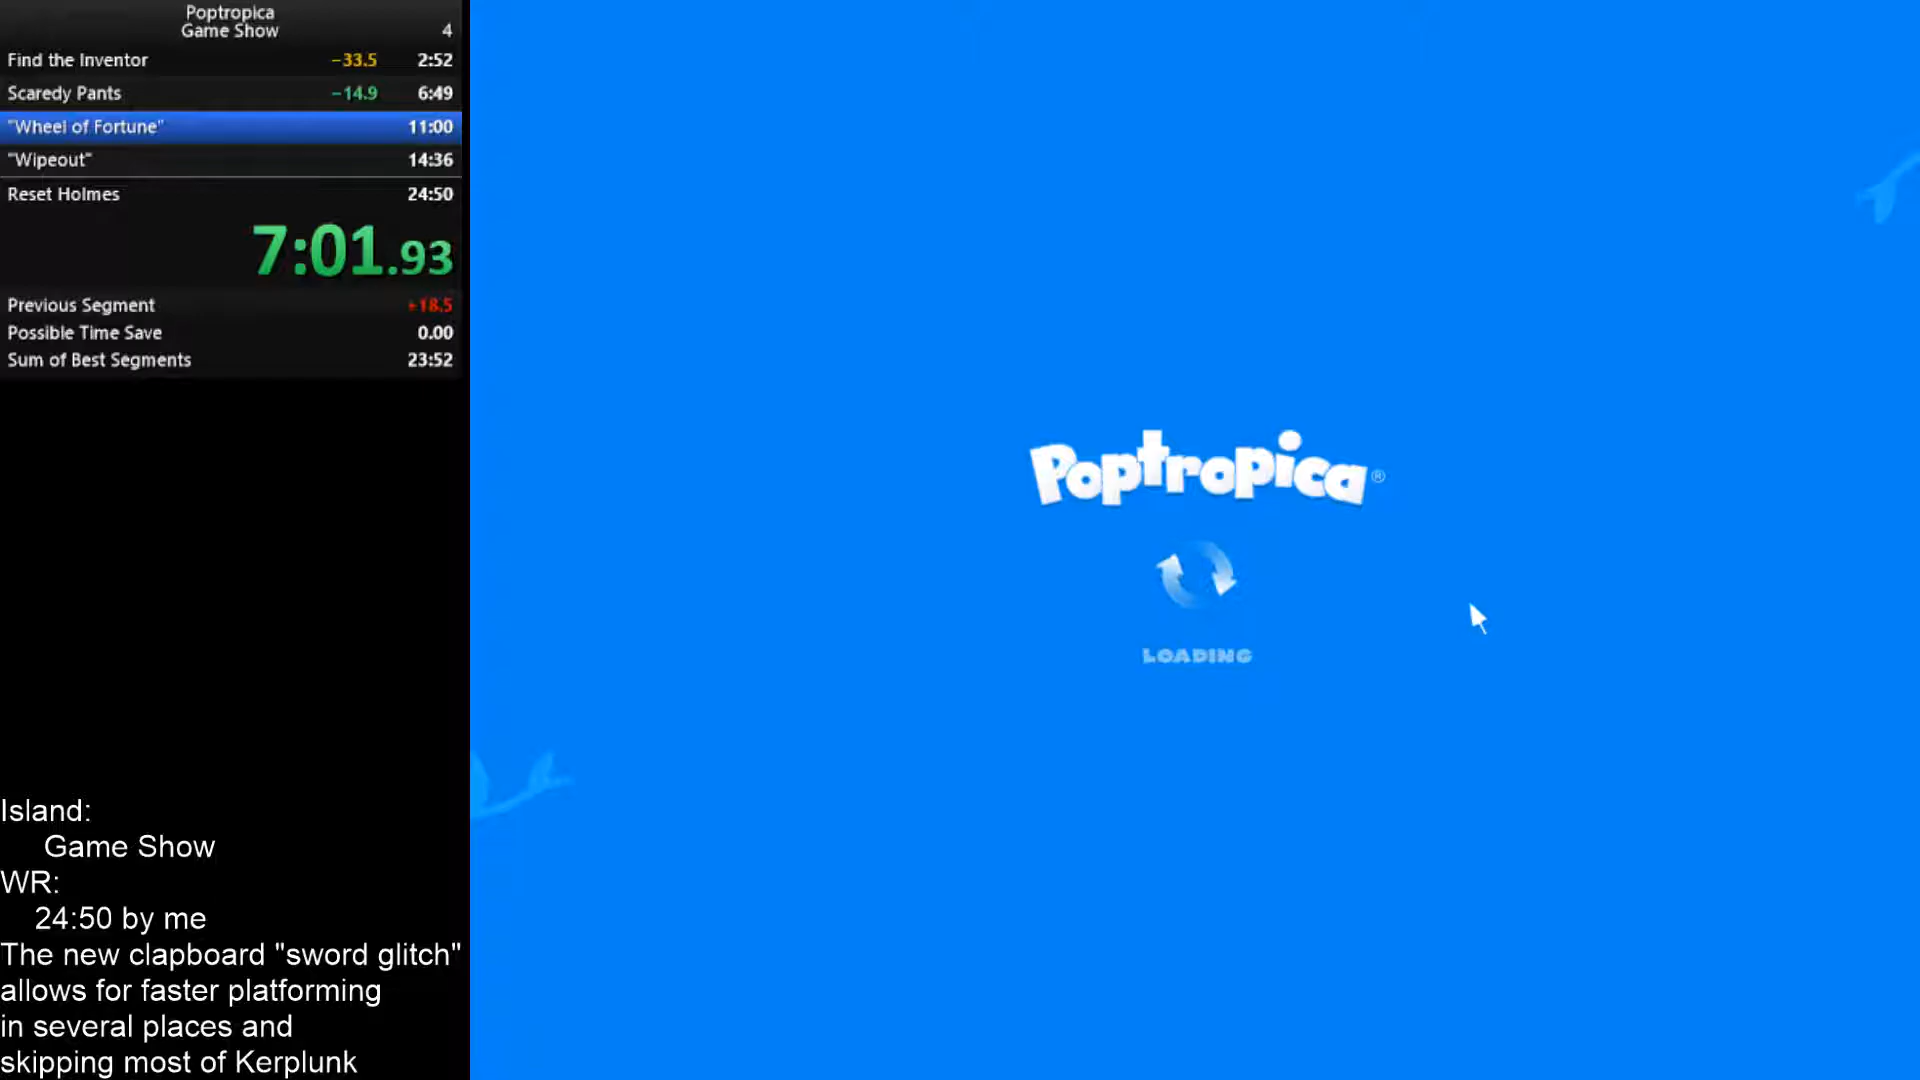 Poptropica
Game Show
4
Find the Inventor −33.5 2:52
Scaredy Pants −14.9 6:49
"Wheel of Fortune" 11:00
"Wipeout" 14:36
Reset Holmes 24:50
7:01.93
Previous Segment +18.5
Possible Time Save 0.00
Sum of Best Segments 23:52
Poptropica®
LOADING
Island:
Game Show
WR:
24:50 by me
The new clapboard "sword glitch"
allows for faster platforming
in several places and
skipping most of Kerplunk